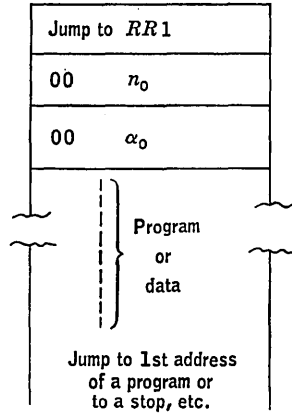 Jump to RR1
00 n₀
00 α₀
Program
or
data
Jump to 1st address
of a program or
to a stop, etc.